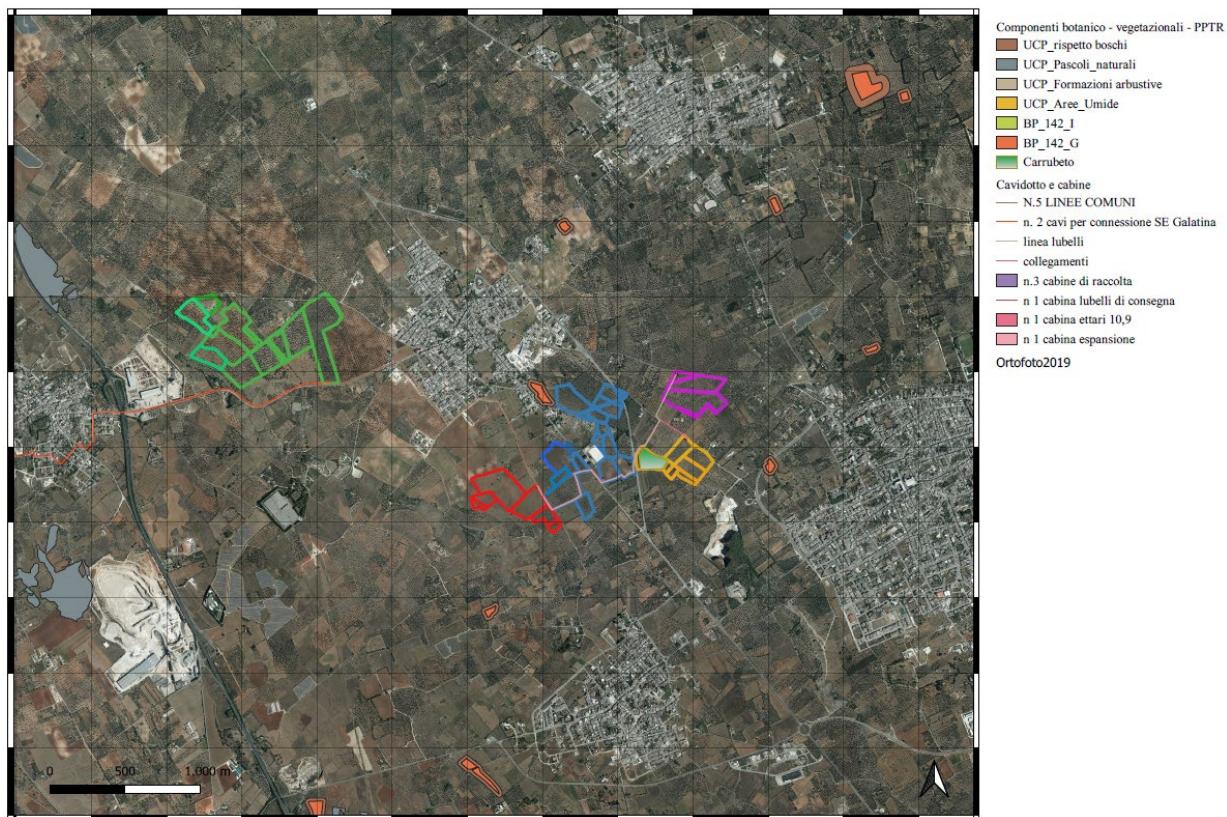 Componenti botanico - vegetazionali - PPTR
UCP_rispetto boschi
UCP_Pascoli_naturali
UCP_Formazioni arbustive
UCP_Aree_Umide
BP_142_I
BP_142_G
Carrubeto
Cavidotto e cabine
N.5 LINEE COMUNI
n. 2 cavi per connessione SE Galatina
linea lubelli
collegamenti
n.3 cabine di raccolta
n 1 cabina lubelli di consegna
n 1 cabina ettari 10,9
n 1 cabina espansione
Ortofoto2019
0 500 1.000 m